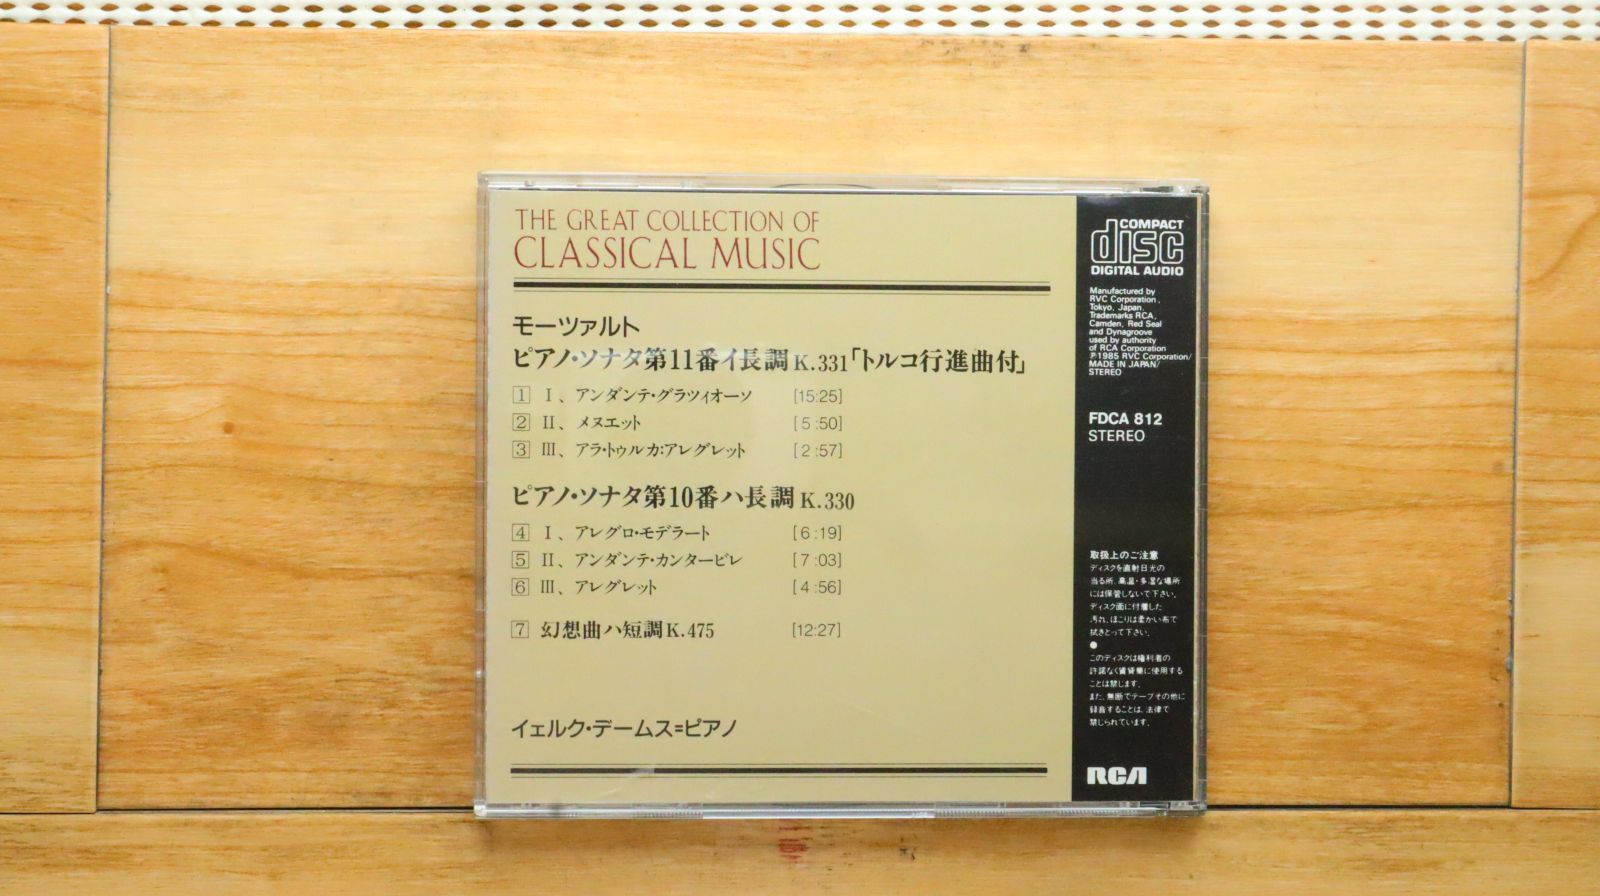 THE GREAT COLLECTION OF
CLASSICAL MUSIC
モーツァルト
ピアノ・ソナタ第11番イ長調 K.331「トルコ行進曲付」
1 I、アンダンテ・グラツィオーソ [15:25]
2 II、メヌエット [5:50]
3 III、アラ・トゥルカ:アレグレット [2:57]
ピアノ・ソナタ第10番ハ長調 K.330
4 I、アレグロ・モデラート [6:19]
5 II、アンダンテ・カンタービレ [7:03]
6 III、アレグレット [4:56]
7 幻想曲ハ短調K.475 [12:27]
イェルク・デームス=ピアノ
COMPACT
disc
DIGITAL AUDIO
Manufactured by
RVC Corporation,
Tokyo, Japan.
Trademarks RCA,
Camden, Red Seal
and Dynagroove
used by authority
of RCA Corporation
℗1985 RVC Corporation/
MADE IN JAPAN/
STEREO
FDCA 812
STEREO
取扱上のご注意
ディスクを直射日光の
当る所、高温・多湿な場所
には保管しないで下さい。
ディスク面に付着した
汚れ、ほこりは柔かい布で
拭きとって下さい。
●
このディスクは権利者の
許諾なく賃貸業に使用する
ことは禁じます。
また、無断でテープその他に
録音することは、法律で
禁じられています。
RCA